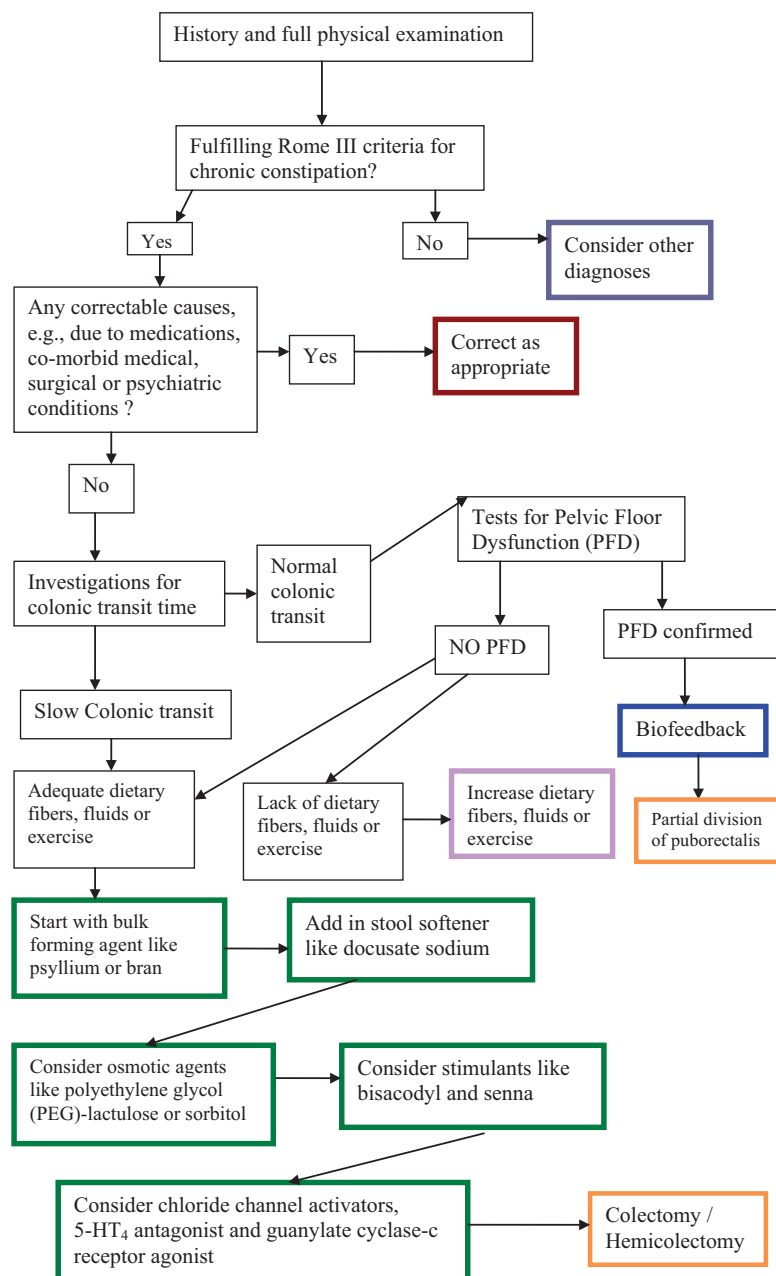 History and full physical examination
Fulfilling Rome III criteria for
chronic constipation?
Yes
No
Consider other
diagnoses
Any correctable causes,
e.g., due to medications,
co-morbid medical,
surgical or psychiatric
conditions ?
Yes
Correct as
appropriate
No
Tests for Pelvic Floor
Dysfunction (PFD)
Investigations for
colonic transit time
Normal
colonic
transit
NO PFD
PFD confirmed
Slow Colonic transit
Biofeedback
Adequate dietary
fibers, fluids or
exercise
Lack of dietary
fibers, fluids or
exercise
Increase dietary
fibers, fluids or
exercise
Partial division
of puborectalis
Start with bulk
forming agent like
psyllium or bran
Add in stool softener
like docusate sodium
Consider osmotic agents
like polyethylene glycol
(PEG)-lactulose or sorbitol
Consider stimulants like
bisacodyl and senna
Consider chloride channel activators,
5-HT₄ antagonist and guanylate cyclase-c
receptor agonist
Colectomy /
Hemicolectomy